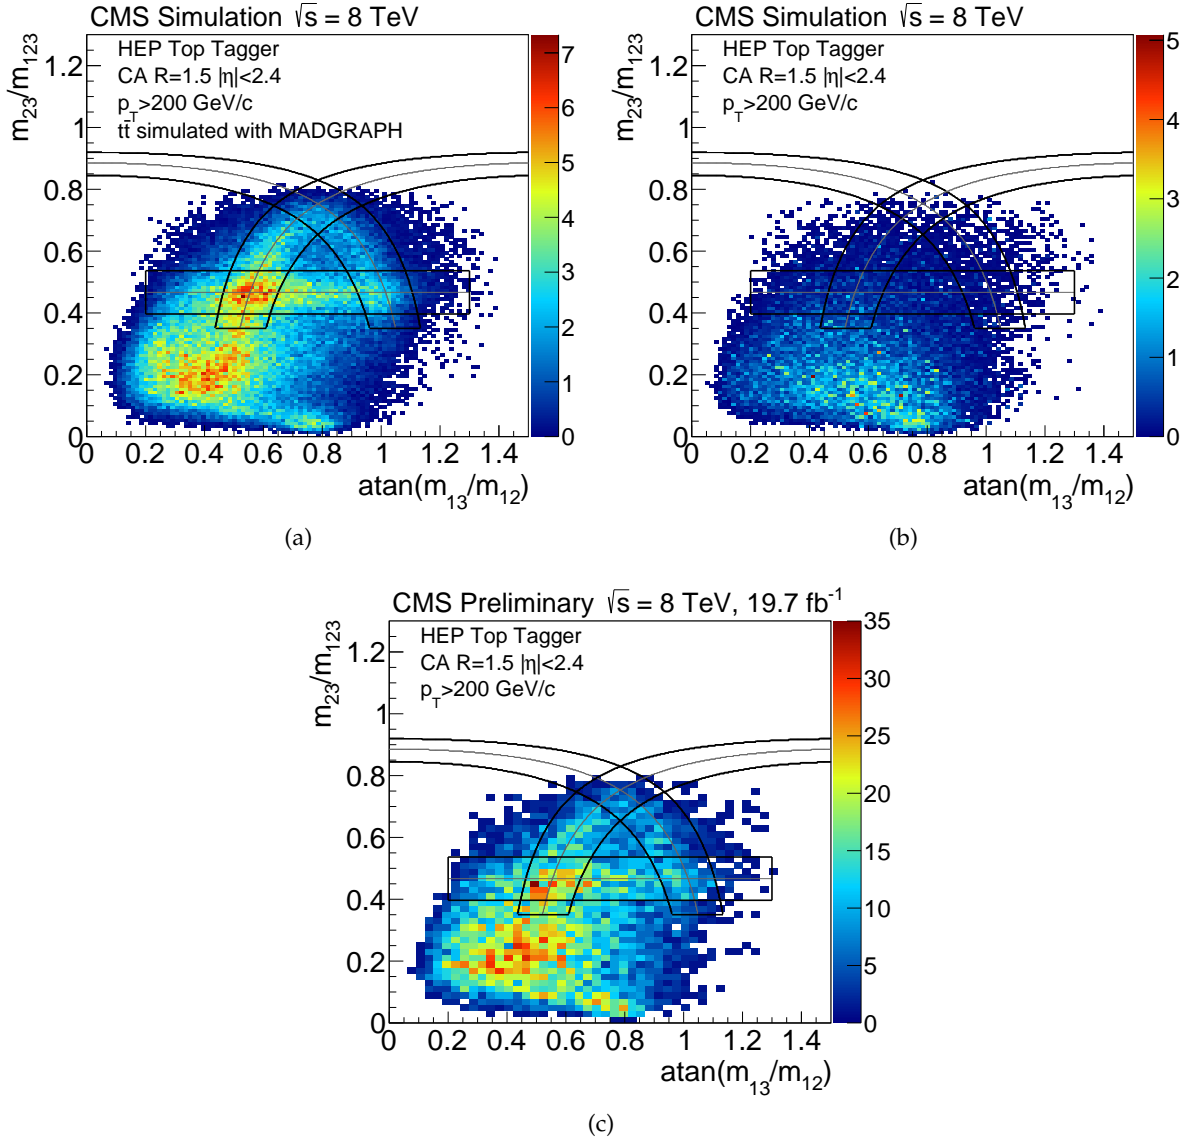 CMS Simulation √s = 8 TeV
HEP Top Tagger
CA R=1.5 |η|<2.4
p_T>200 GeV/c
tt̄ simulated with MADGRAPH
m_23/m_123
1.2
1
0.8
0.6
0.4
0.2
0
0 0.2 0.4 0.6 0.8 1 1.2 1.4
atan(m_13/m_12)
7
6
5
4
3
2
1
0
(a)
CMS Simulation √s = 8 TeV
HEP Top Tagger
CA R=1.5 |η|<2.4
p_T>200 GeV/c
m_23/m_123
1.2
1
0.8
0.6
0.4
0.2
0
0 0.2 0.4 0.6 0.8 1 1.2 1.4
atan(m_13/m_12)
5
4
3
2
1
0
(b)
CMS Preliminary √s = 8 TeV, 19.7 fb⁻¹
HEP Top Tagger
CA R=1.5 |η|<2.4
p_T>200 GeV/c
m_23/m_123
1.2
1
0.8
0.6
0.4
0.2
0
0 0.2 0.4 0.6 0.8 1 1.2 1.4
atan(m_13/m_12)
35
30
25
20
15
10
5
0
(c)